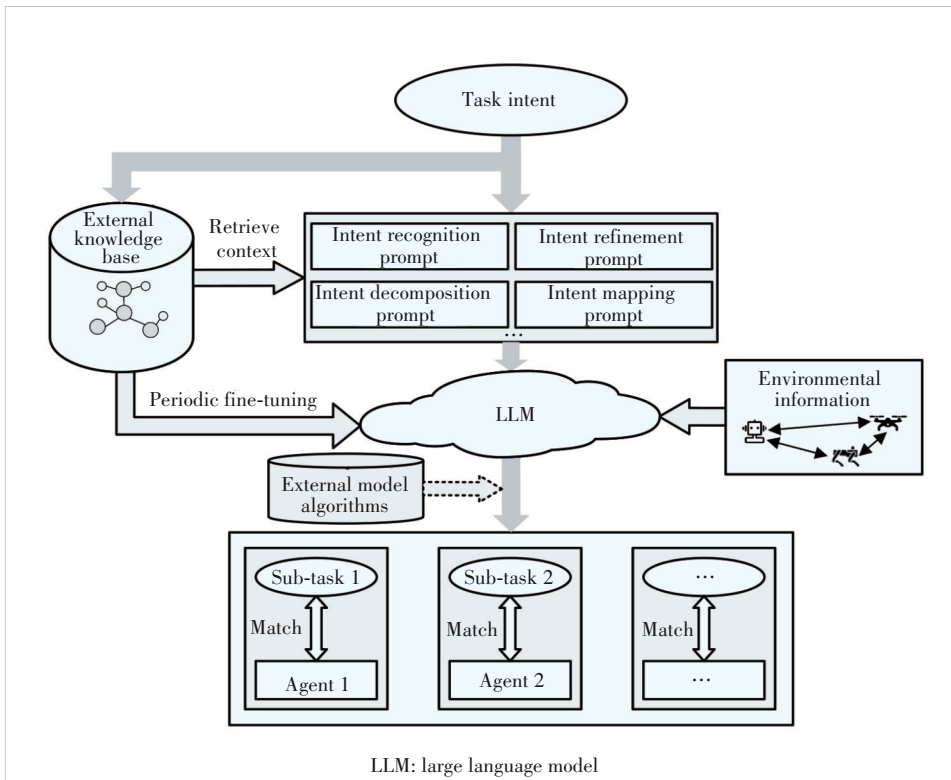 Task intent
External
knowledge
base
Retrieve
context
Intent recognition
prompt
Intent refinement
prompt
Intent decomposition
prompt
Intent mapping
prompt
...
Periodic fine-tuning
LLM
Environmental
information
External model
algorithms
Sub-task 1
Sub-task 2
...
Match
Match
Match
Agent 1
Agent 2
...
LLM: large language model